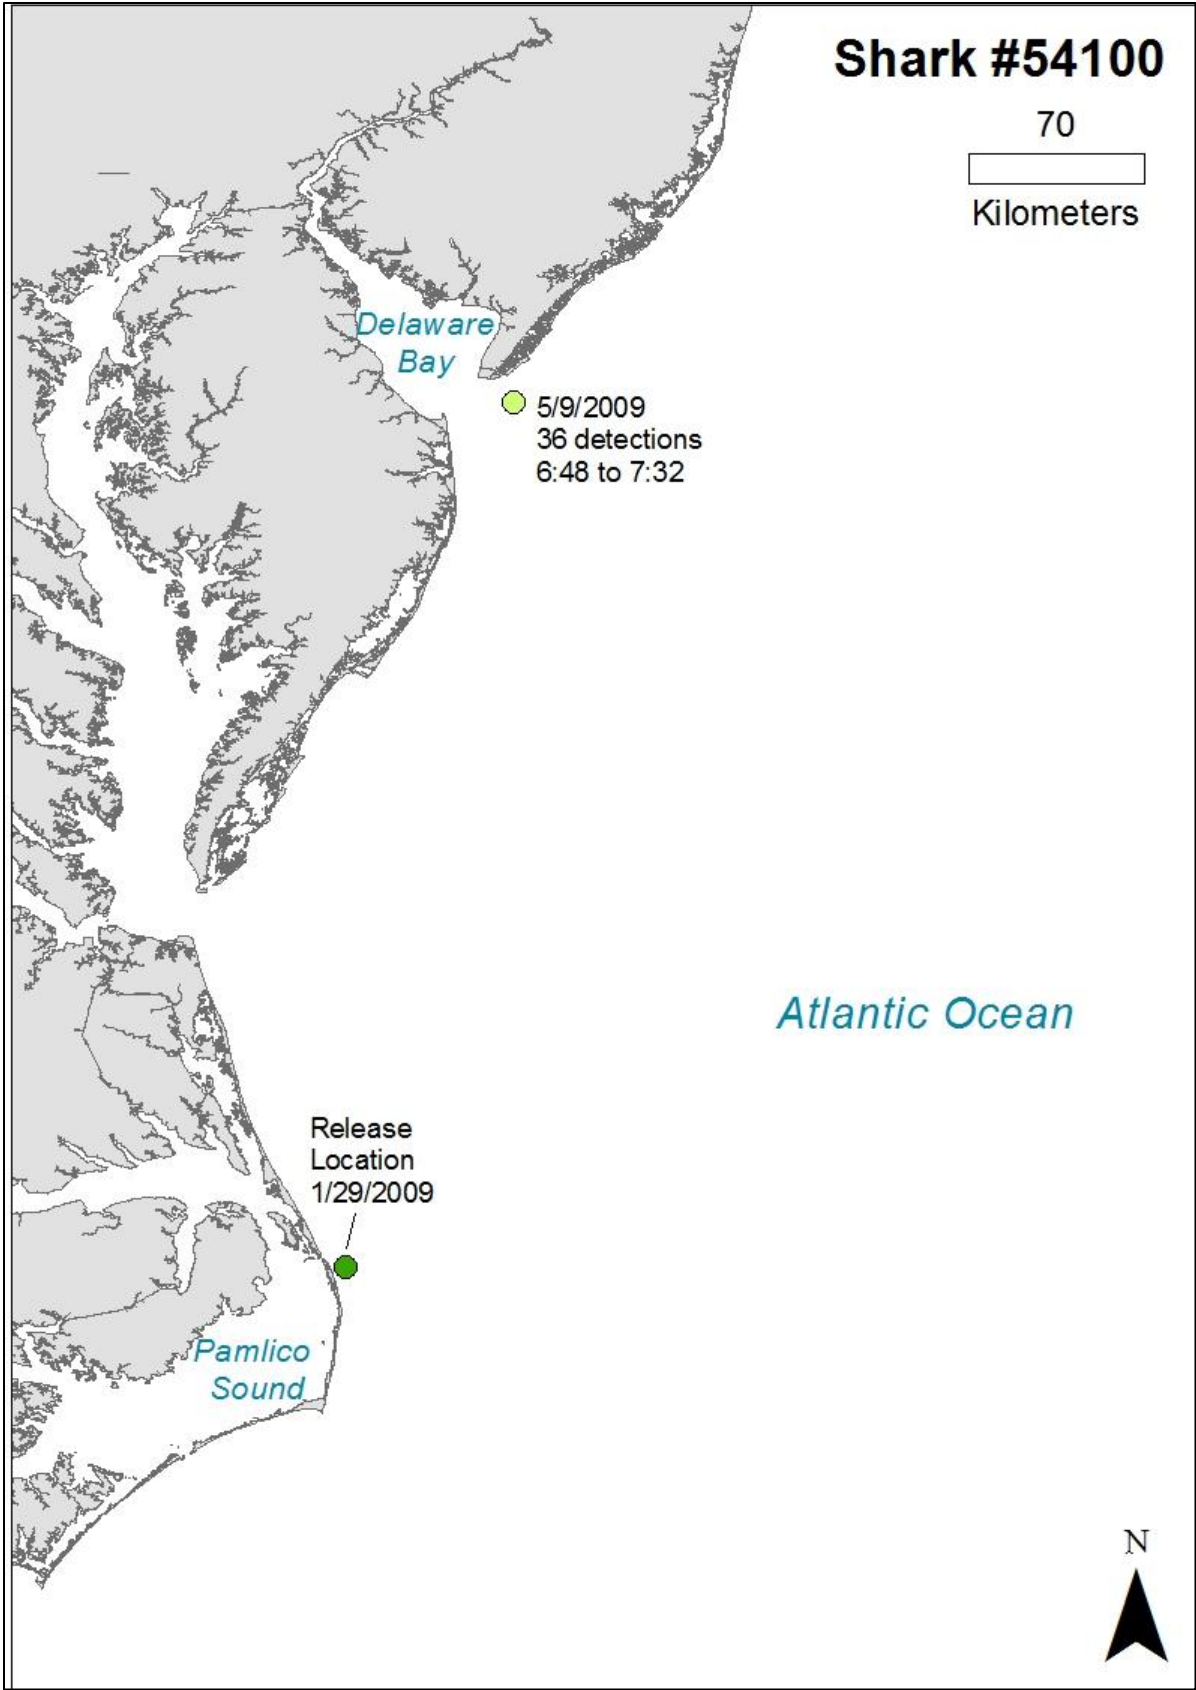 Shark #54100
70
Kilometers
Delaware
Bay
5/9/2009
36 detections
6:48 to 7:32
Atlantic Ocean
Release
Location
1/29/2009
Pamlico
Sound
N